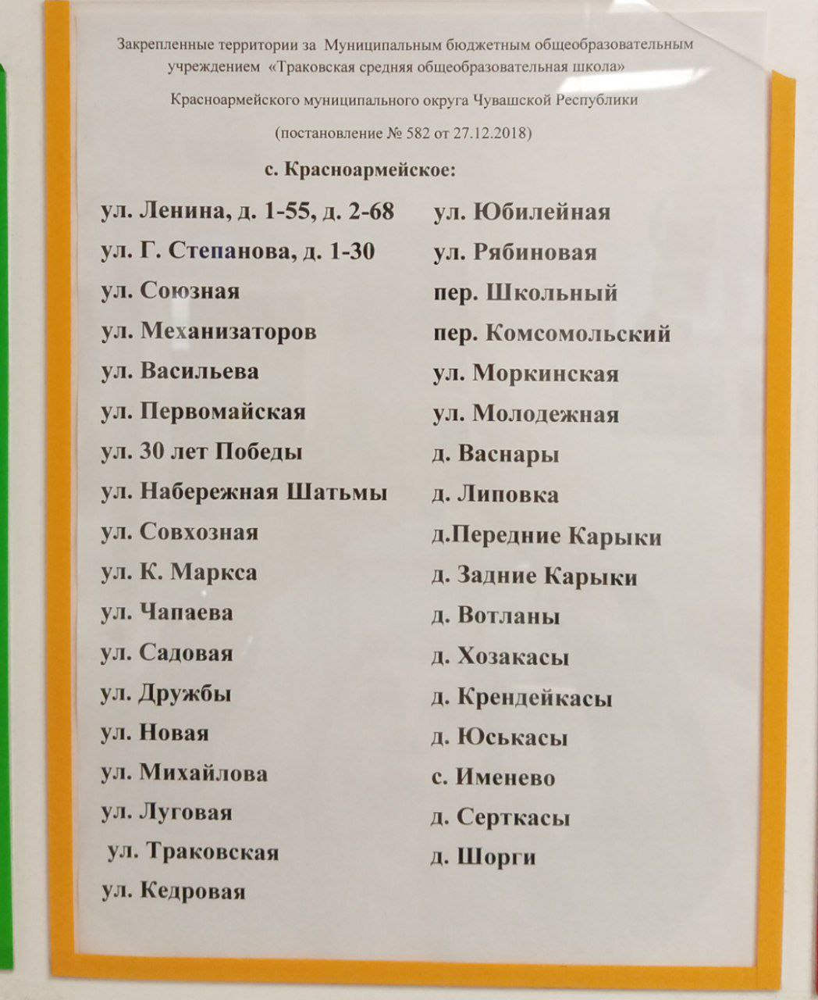 Закрепленные территории за Муниципальным бюджетным общеобразовательным
учреждением «Траковская средняя общеобразовательная школа»
Красноармейского муниципального округа Чувашской Республики
(постановление № 582 от 27.12.2018)
с. Красноармейское:
ул. Ленина, д. 1-55, д. 2-68
ул. Г. Степанова, д. 1-30
ул. Союзная
ул. Механизаторов
ул. Васильева
ул. Первомайская
ул. 30 лет Победы
ул. Набережная Шатьмы
ул. Совхозная
ул. К. Маркса
ул. Чапаева
ул. Садовая
ул. Дружбы
ул. Новая
ул. Михайлова
ул. Луговая
ул. Траковская
ул. Кедровая
ул. Юбилейная
ул. Рябиновая
пер. Школьный
пер. Комсомольский
ул. Моркинская
ул. Молодежная
д. Васнары
д. Липовка
д.Передние Карыки
д. Задние Карыки
д. Вотланы
д. Хозакасы
д. Крендейкасы
д. Юськасы
с. Именево
д. Серткасы
д. Шорги